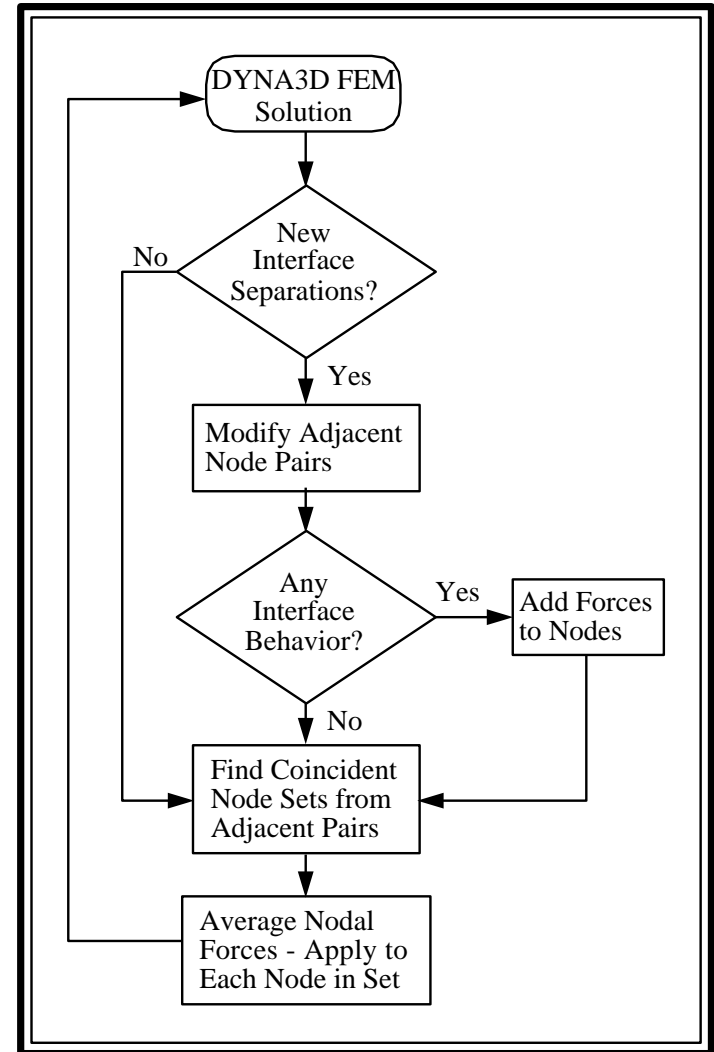 DYNA3D FEM
Solution
New
Interface
Separations?
No
Yes
Modify Adjacent
Node Pairs
Any
Interface
Behavior?
Yes
Add Forces
to Nodes
No
Find Coincident
Node Sets from
Adjacent Pairs
Average Nodal
Forces - Apply to
Each Node in Set